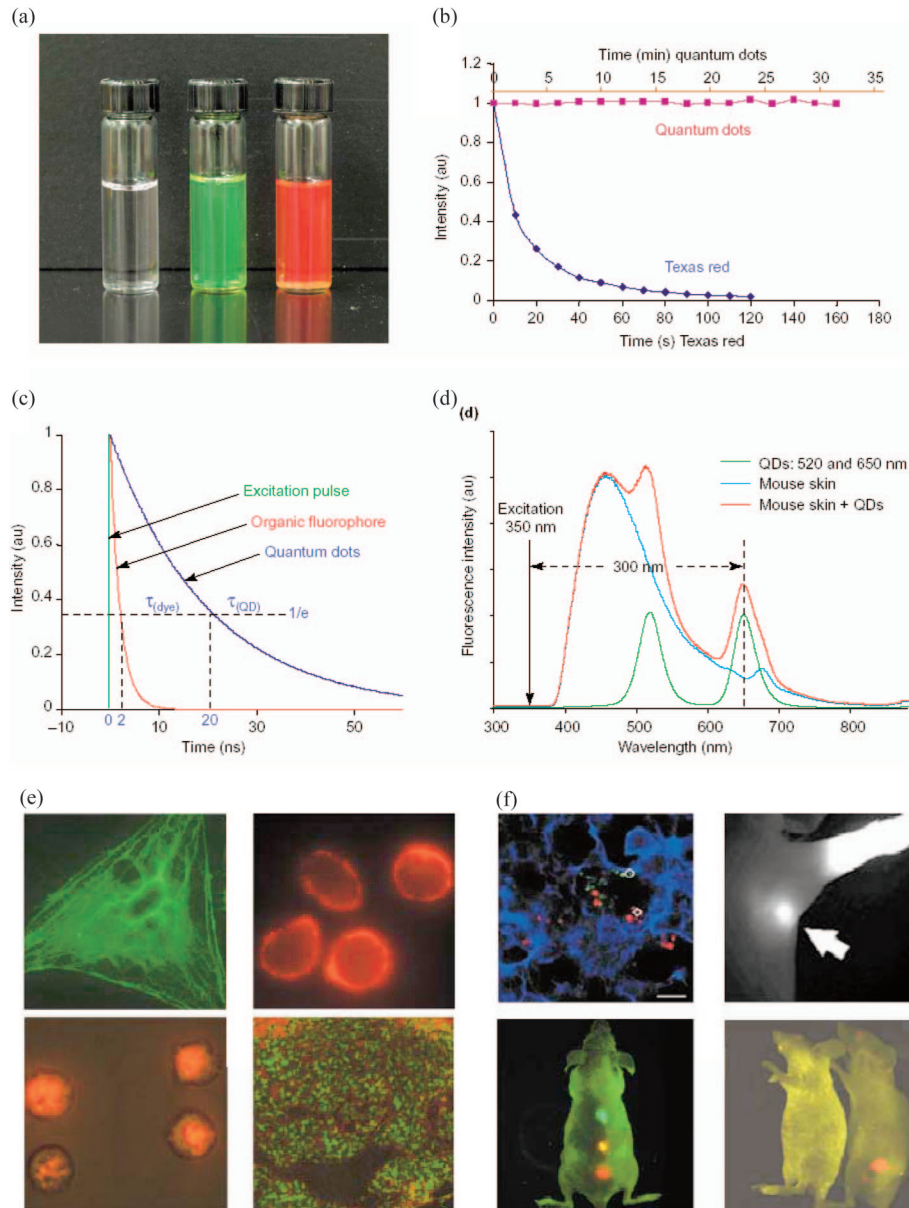 (a)
(b)
Time (min) quantum dots
0 5 10 15 20 25 30 35
1.2
1
0.8
0.6
0.4
0.2
0
Intensity (au)
Quantum dots
Texas red
0 20 40 60 80 100 120 140 160 180
Time (s) Texas red
(c)
1
0.8
0.6
0.4
0.2
0
Intensity (au)
Excitation pulse
Organic fluorophore
Quantum dots
τ(dye) τ(QD) 1/e
–10 0 2 10 20 30 50
Time (ns)
(d)
(d)
Fluorescence intensity (au)
QDs: 520 and 650 nm
Mouse skin
Mouse skin + QDs
Excitation
350 nm
300 nm
300 400 500 600 700 800
Wavelength (nm)
(e)
(f)